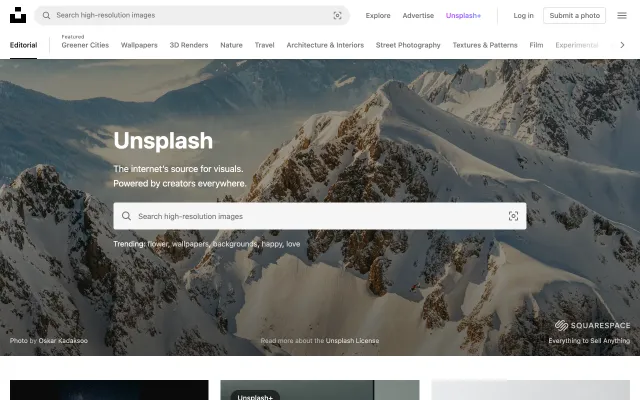 Search high-resolution images
Explore
Advertise
Unsplash+
Log in
Submit a photo
Editorial
Featured
Greener Cities
Wallpapers
3D Renders
Nature
Travel
Architecture & Interiors
Street Photography
Textures & Patterns
Film
Experimental
Unsplash
The internet's source for visuals.
Powered by creators everywhere.
Search high-resolution images
Trending: flower, wallpapers, backgrounds, happy, love
SQUARESPACE
Photo by Oskar Kadaksoo
Read more about the Unsplash License
Everything to Sell Anything
Unsplash+